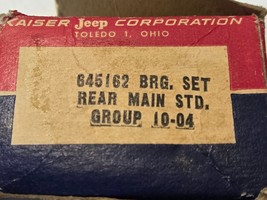 KAISER Jeep CORPORATION
TOLEDO 1, OHIO
645162 BRG. SET
REAR MAIN STD.
GROUP 10-04